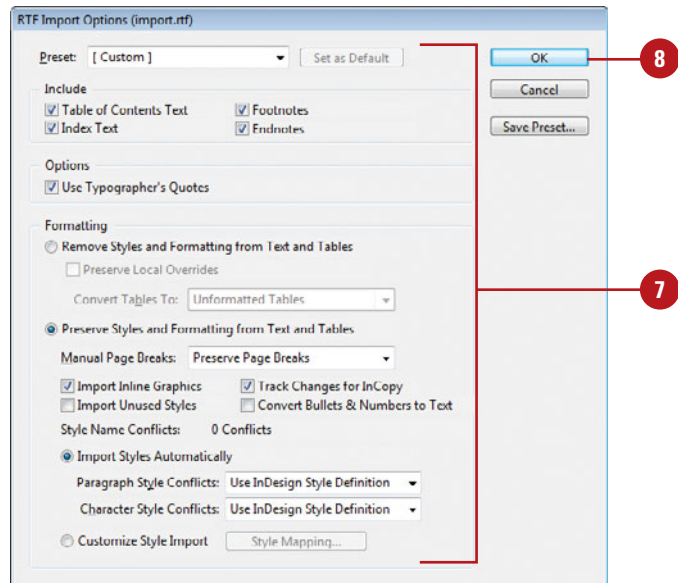 RTF Import Options (import.rtf)
Preset: [ Custom ] Set as Default OK 8
Include Cancel
Table of Contents Text Footnotes
Index Text Endnotes Save Preset...
Options
Use Typographer's Quotes
Formatting
Remove Styles and Formatting from Text and Tables
Preserve Local Overrides
Convert Tables To: Unformatted Tables 7
Preserve Styles and Formatting from Text and Tables
Manual Page Breaks: Preserve Page Breaks
Import Inline Graphics Track Changes for InCopy
Import Unused Styles Convert Bullets & Numbers to Text
Style Name Conflicts: 0 Conflicts
Import Styles Automatically
Paragraph Style Conflicts: Use InDesign Style Definition
Character Style Conflicts: Use InDesign Style Definition
Customize Style Import Style Mapping...